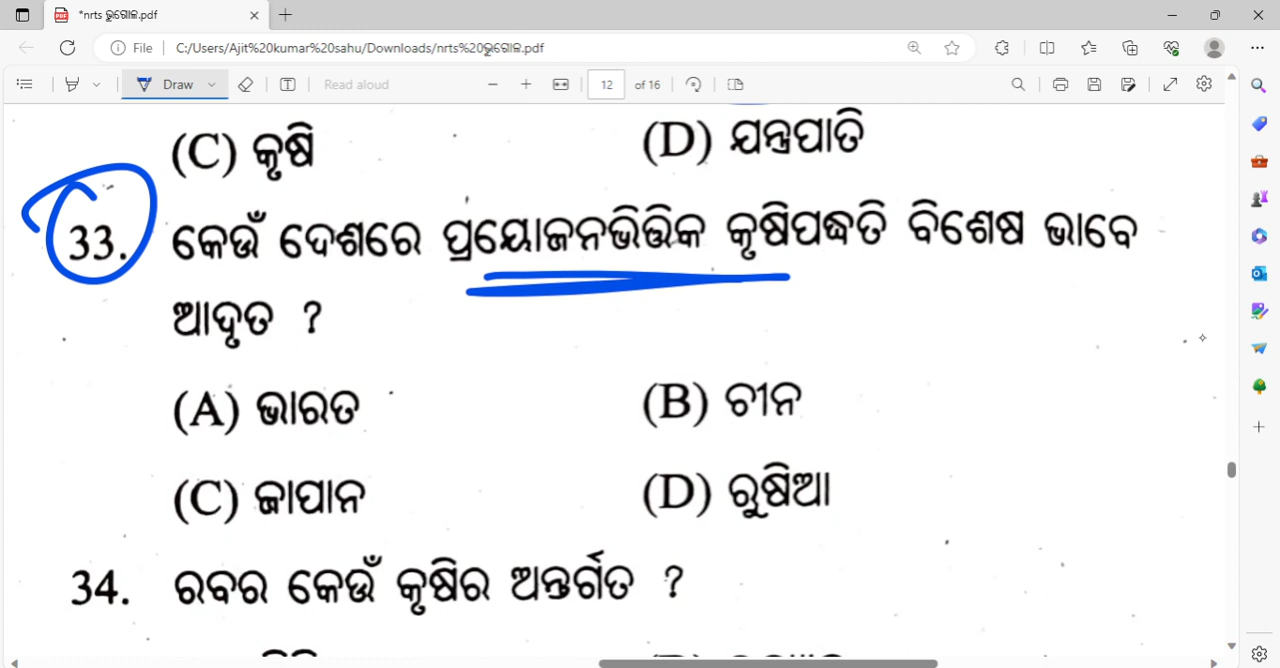 *nrts ଭୂଗୋଳ.pdf
File C:/Users/Ajit%20kumar%20sahu/Downloads/nrts%20ଭୂଗୋଳ.pdf
Draw Read aloud 12 of 16
(C) କୃଷି (D) ଯନ୍ତ୍ରପାତି
33. କେଉଁ ଦେଶରେ ପ୍ରୟୋଜନଭିତ୍ତିକ କୃଷିପଦ୍ଧତି ବିଶେଷ ଭାବେ
ଆଦୃତ ?
(A) ଭାରତ (B) ଚୀନ
(C) ଜାପାନ (D) ରୁଷିଆ
34. ରବର କେଉଁ କୃଷିର ଅନ୍ତର୍ଗତ ?